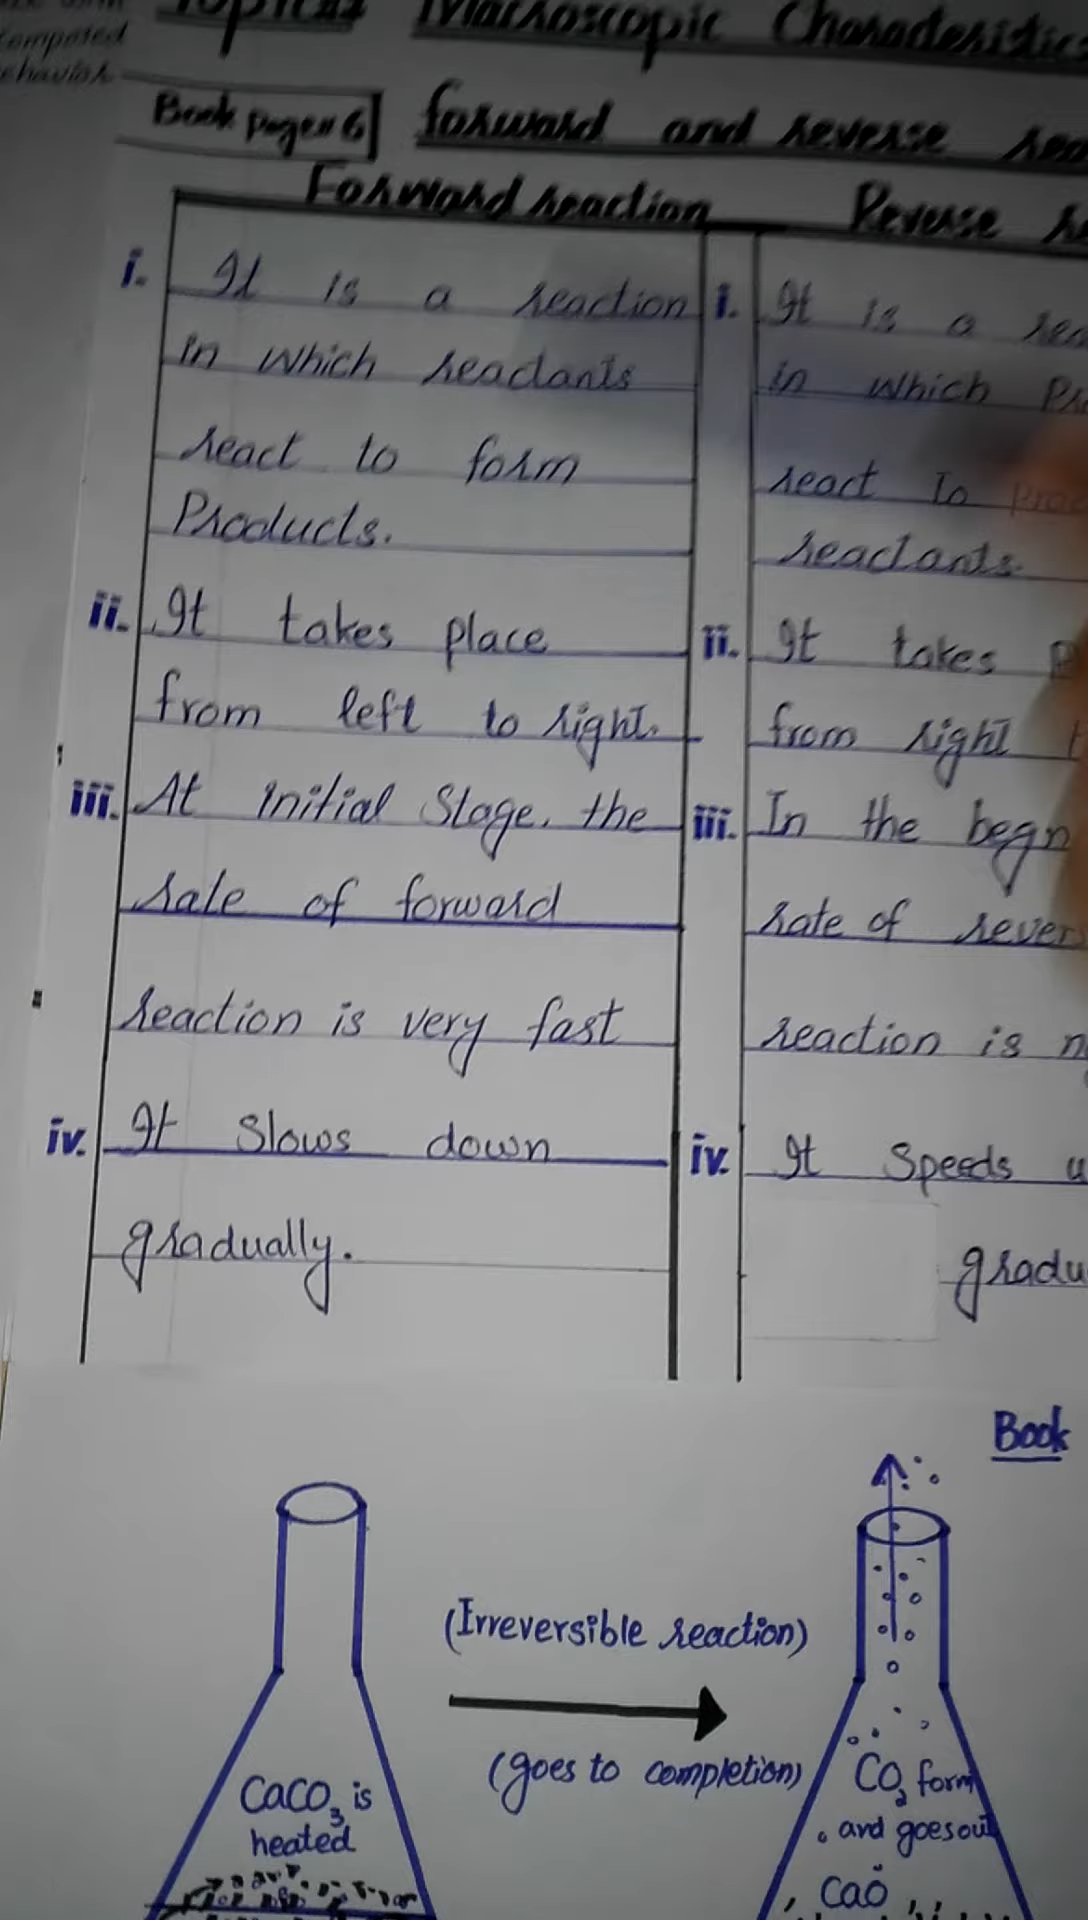 Macroscopic Characteristics
Computed
Book page# 6
forward and reverse
Forward reaction
Reverse
i. It is a reaction
in which reactants
react to form
Products.
ii. It takes place
from left to right.
iii. At initial Stage, the
rate of forward
reaction is very fast
iv. It Slows down
gradually.
i. It is a
in which
react to
reactants.
ii. It takes
from right
iii. In the begn
rate of rever
reaction is
iv. It Speeds u
gradu
Book
(Irreversible reaction)
(goes to completion)
CaCO3 is
heated
CO2 form
and goes out
CaO